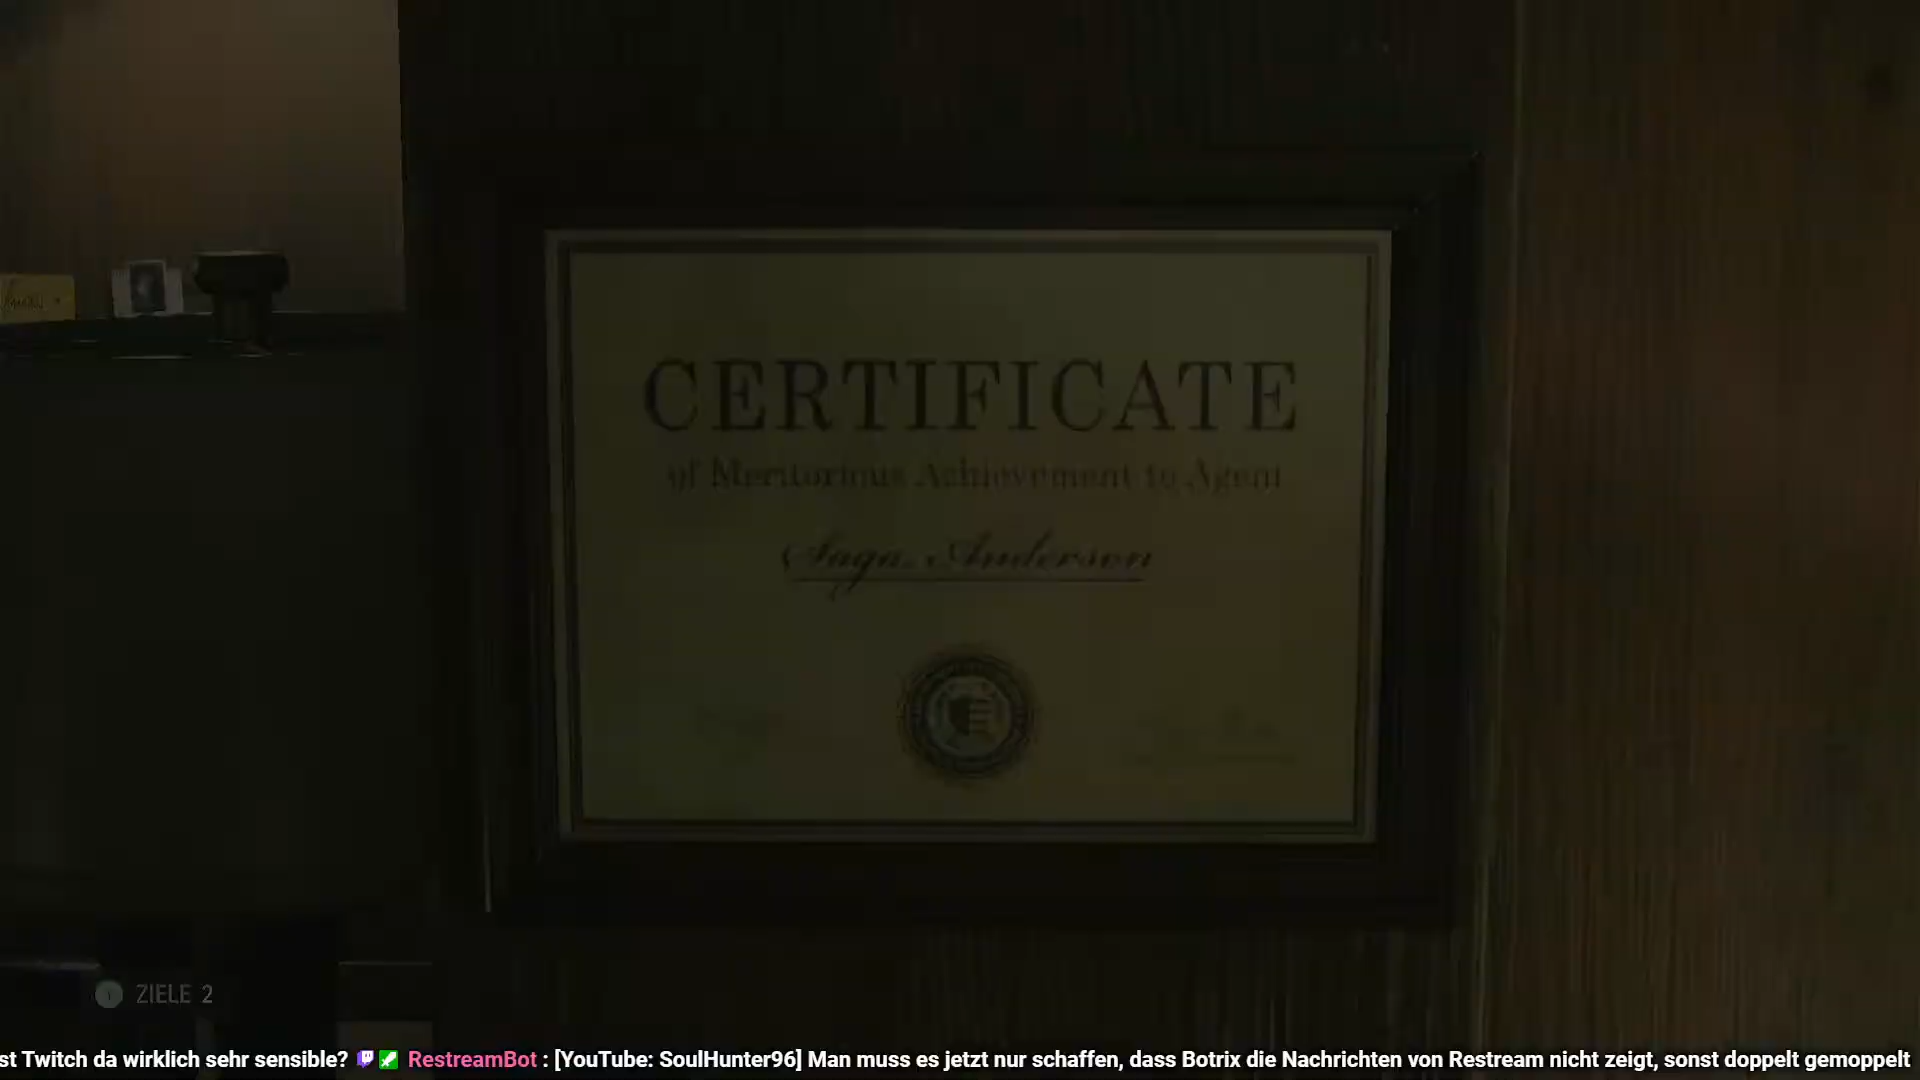 CERTIFICATE
of Meritorious Achievement to Agent
Saga Anderson
ZIELE 2
st Twitch da wirklich sehr sensible? RestreamBot : [YouTube: SoulHunter96] Man muss es jetzt nur schaffen, dass Botrix die Nachrichten von Restream nicht zeigt, sonst doppelt gemoppelt